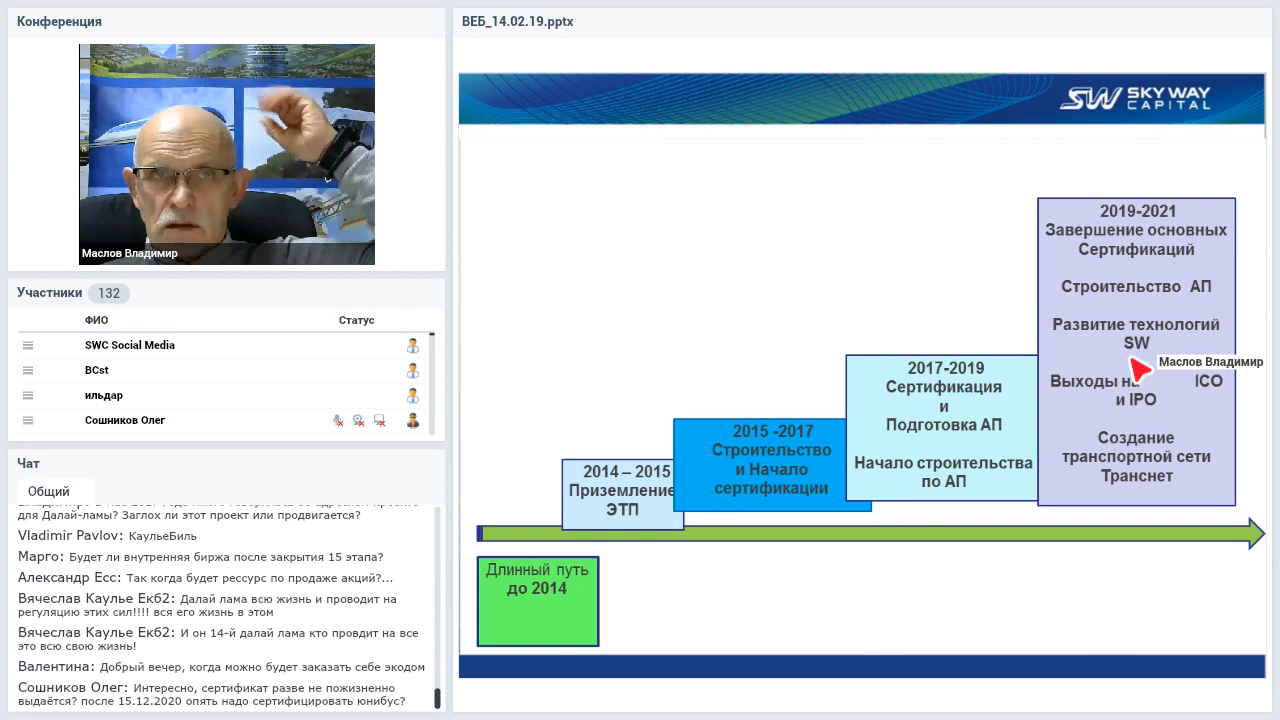 Конференция
Маслов Владимир
Участники 132
ФИО Статус
SWC Social Media
BCst
ильдар
Сошников Олег
Чат
Общий
для Далай-ламы? Заглох ли этот проект или продвигается?
Vladimir Pavlov: КаульеБиль
Марго: Будет ли внутренняя биржа после закрытия 15 этапа?
Александр Есс: Так когда будет рессурс по продаже акций?...
Вячеслав Каулье Екб2: Далай лама всю жизнь и проводит на
регуляцию этих сил!!!! вся его жизнь в этом
Вячеслав Каулье Екб2: И он 14-й далай лама кто провдит на все
это всю свою жизнь!
Валентина: Добрый вечер, когда можно будет заказать себе экодом
Сошников Олег: Интересно, сертификат разве не пожизненно
выдаётся? после 15.12.2020 опять надо сертифицировать юнибус?
ВЕБ_14.02.19.pptx
SW SKY WAY
CAPITAL
Длинный путь
до 2014
2014 – 2015
Приземление
ЭТП
2015 -2017
Строительство
и Начало
сертификации
2017-2019
Сертификация
и
Подготовка АП
Начало строительства
по АП
2019-2021
Завершение основных
Сертификаций
Строительство АП
Развитие технологий
SW
Маслов Владимир
Выходы на ICO
и IPO
Создание
транспортной сети
Транснет